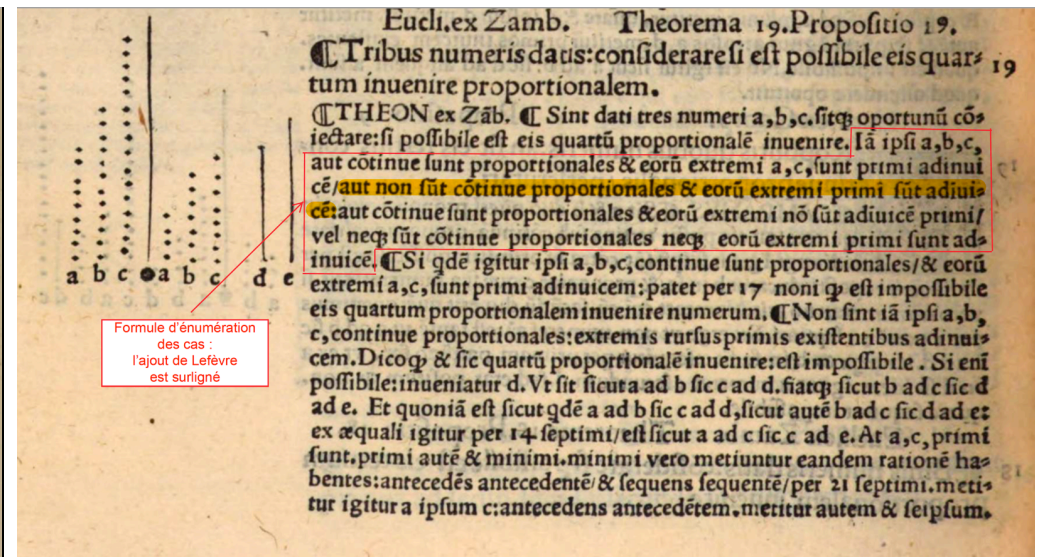 Eucli.ex Zamb. Theorema 19.Propositio 19.
⁋Tribus numeris datis:considerare si est possibile eis quar⸗ 19
tum inuenire proportionalem.
⁋THEON ex Zãb. ⁋ Sint dati tres numeri a,b,c.sitq́; oportunũ cõ⸗
iectare:si possibile est eis quartũ proportionalẽ inuenire. Iã ipsi a,b,c,
aut cõtinue sunt proportionales & eorũ extremi a,c,sunt primi adinui
cẽ/aut non sũt cõtinue proportionales & eorũ extremi primi sũt adiui⸗
cẽ:aut cõtinue sunt proportionales &eorũ extremi nõ sũt adiuicẽ primi/
vel neq; sũt cõtinue proportionales neq; eorũ extremi primi sunt ad⸗
inuicẽ. ⁋Si qdẽ igitur ipsi a,b,c,continue sunt proportionales/& eorũ
extremi a,c,sunt primi adinuicem:patet per 17 noni ꝙ est impossibile
eis quartum proportionalem inuenire numerum. ⁋Non sint iã ipsi a,b,
c,continue proportionales:extremis rursus primis existentibus adinui⸗
cem.Dico ꝙ & sic quartũ proportionalẽ inuenire:est impossibile . Si enĩ
possibile:inueniatur d.Vt sit sicut a ad b sic c ad d.fiatq; sicut b ad c sic d
ad e. Et quoniã est sicut qdẽ a ad b sic c ad d,sicut autẽ b ad c sic d ad e:
ex æquali igitur per 14 septimi/est sicut a ad c sic c ad e.At a,c,primi
sunt.primi autẽ & minimi.minimi vero metiuntur eandem rationẽ ha⸗
bentes:antecedẽs antecedentẽ/& sequens sequentẽ/per 21 septimi.meti⸗
tur igitur a ipsum c:antecedens antecedẽtem.metitur autem & seipsum.
a b c a b c d e
Formule d'énumération
des cas :
l'ajout de Lefèvre
est surligné